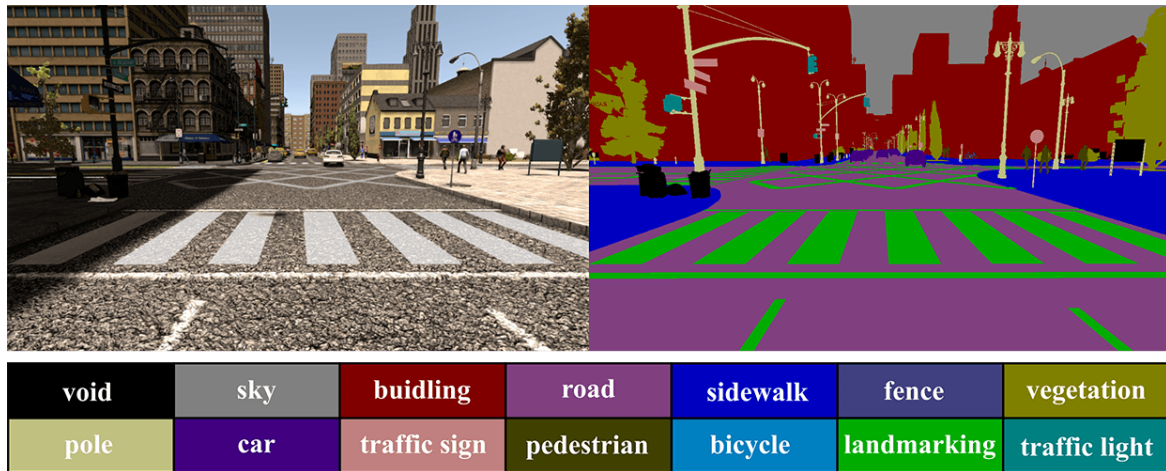 void sky buidling road sidewalk fence vegetation
pole car traffic sign pedestrian bicycle landmarking traffic light